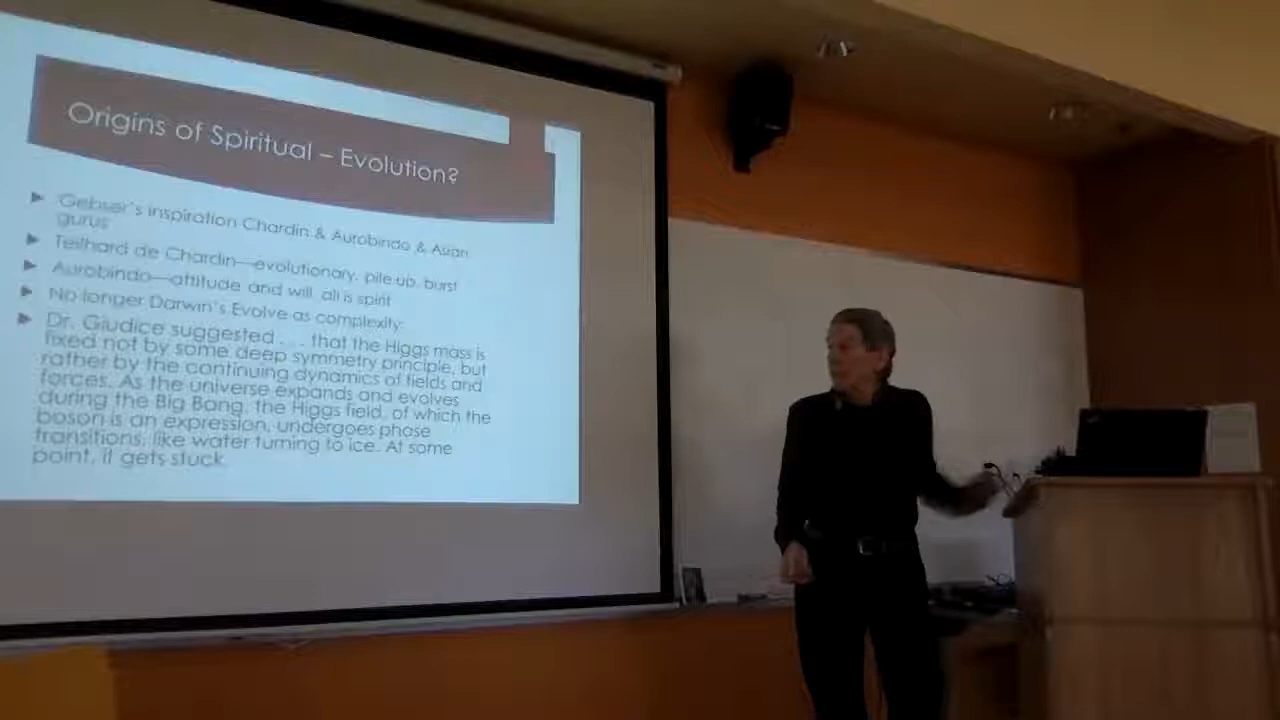 Origins of Spiritual – Evolution?
Gebser's inspiration Chardin & Aurobindo & Asian
gurus
Teilhard de Chardin—evolutionary, pile up, burst
Aurobindo—attitude and will, all is spirit
No longer Darwin's Evolve as complexity:
Dr. Giudice suggested . . . that the Higgs mass is
fixed not by some deep symmetry principle, but
rather by the continuing dynamics of fields and
forces. As the universe expands and evolves
during the Big Bang, the Higgs field, of which the
boson is an expression, undergoes phase
transitions, like water turning to ice. At some
point, it gets stuck.